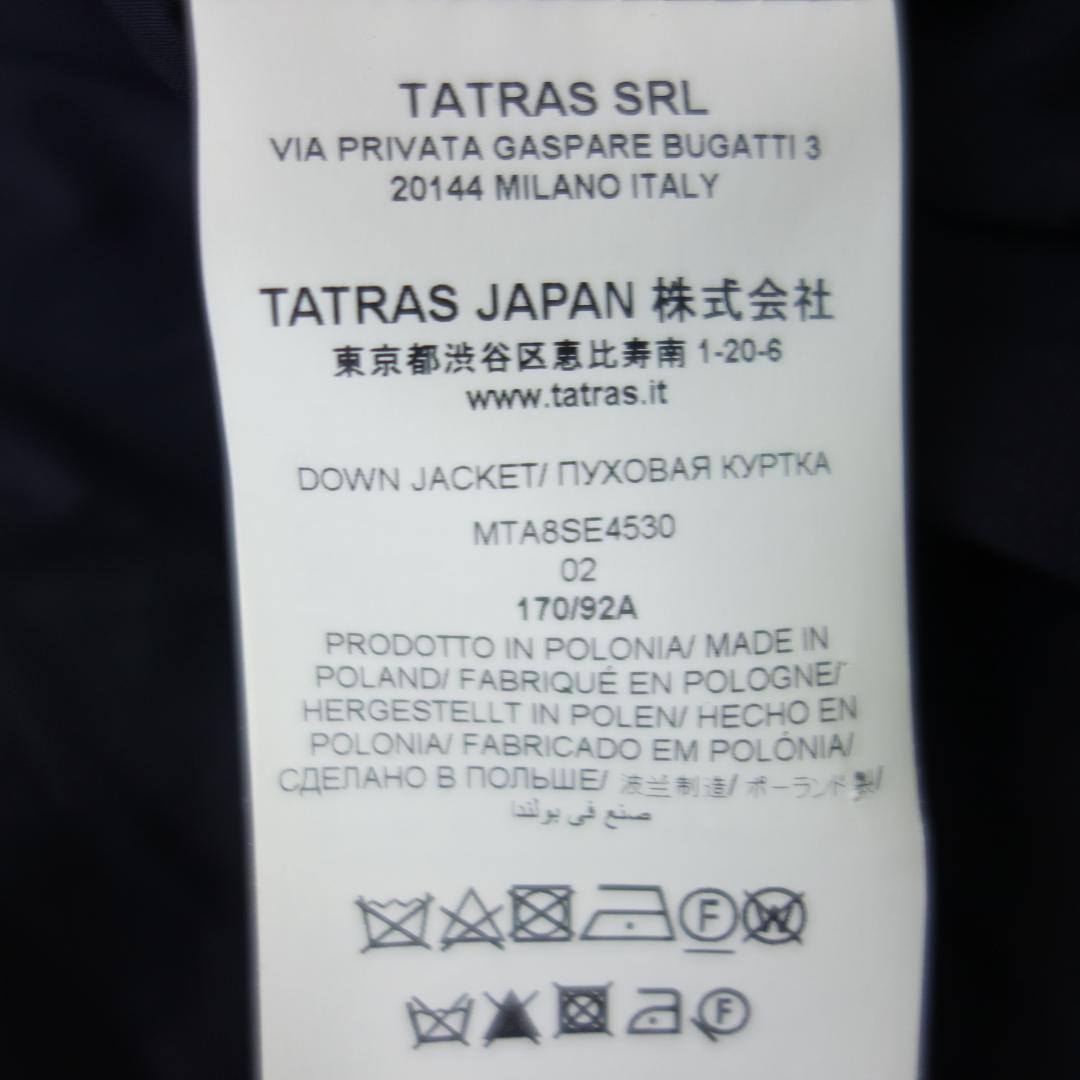 TATRAS SRL
VIA PRIVATA GASPARE BUGATTI 3
20144 MILANO ITALY
TATRAS JAPAN 株式会社
東京都渋谷区恵比寿南 1-20-6
www.tatras.it
DOWN JACKET/ ПУХОВАЯ КУРТКА
MTA8SE4530
02
170/92A
PRODOTTO IN POLONIA/ MADE IN
POLAND/ FABRIQUÉ EN POLOGNE/
HERGESTELLT IN POLEN/ HECHO EN
POLONIA/ FABRICADO EM POLÓNIA/
СДЕЛАНО В ПОЛЬШЕ/ 波兰制造/ ポーランド製/
صنع في بولندا
F W
F